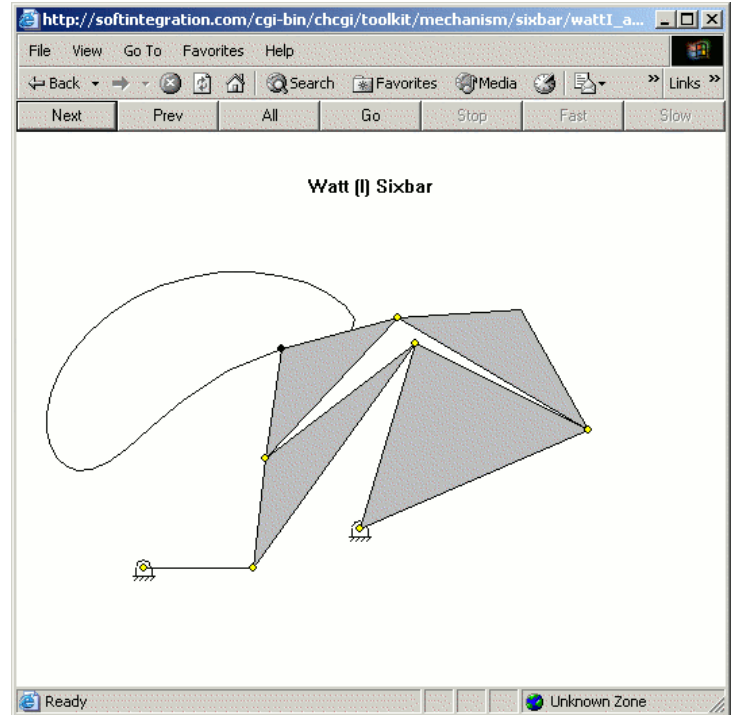 http://softintegration.com/cgi-bin/chcgi/toolkit/mechanism/sixbar/wattI_a...
File View Go To Favorites Help
Back Search Favorites Media » Links »
Next Prev All Go Stop Fast Slow
Watt (I) Sixbar
Ready Unknown Zone